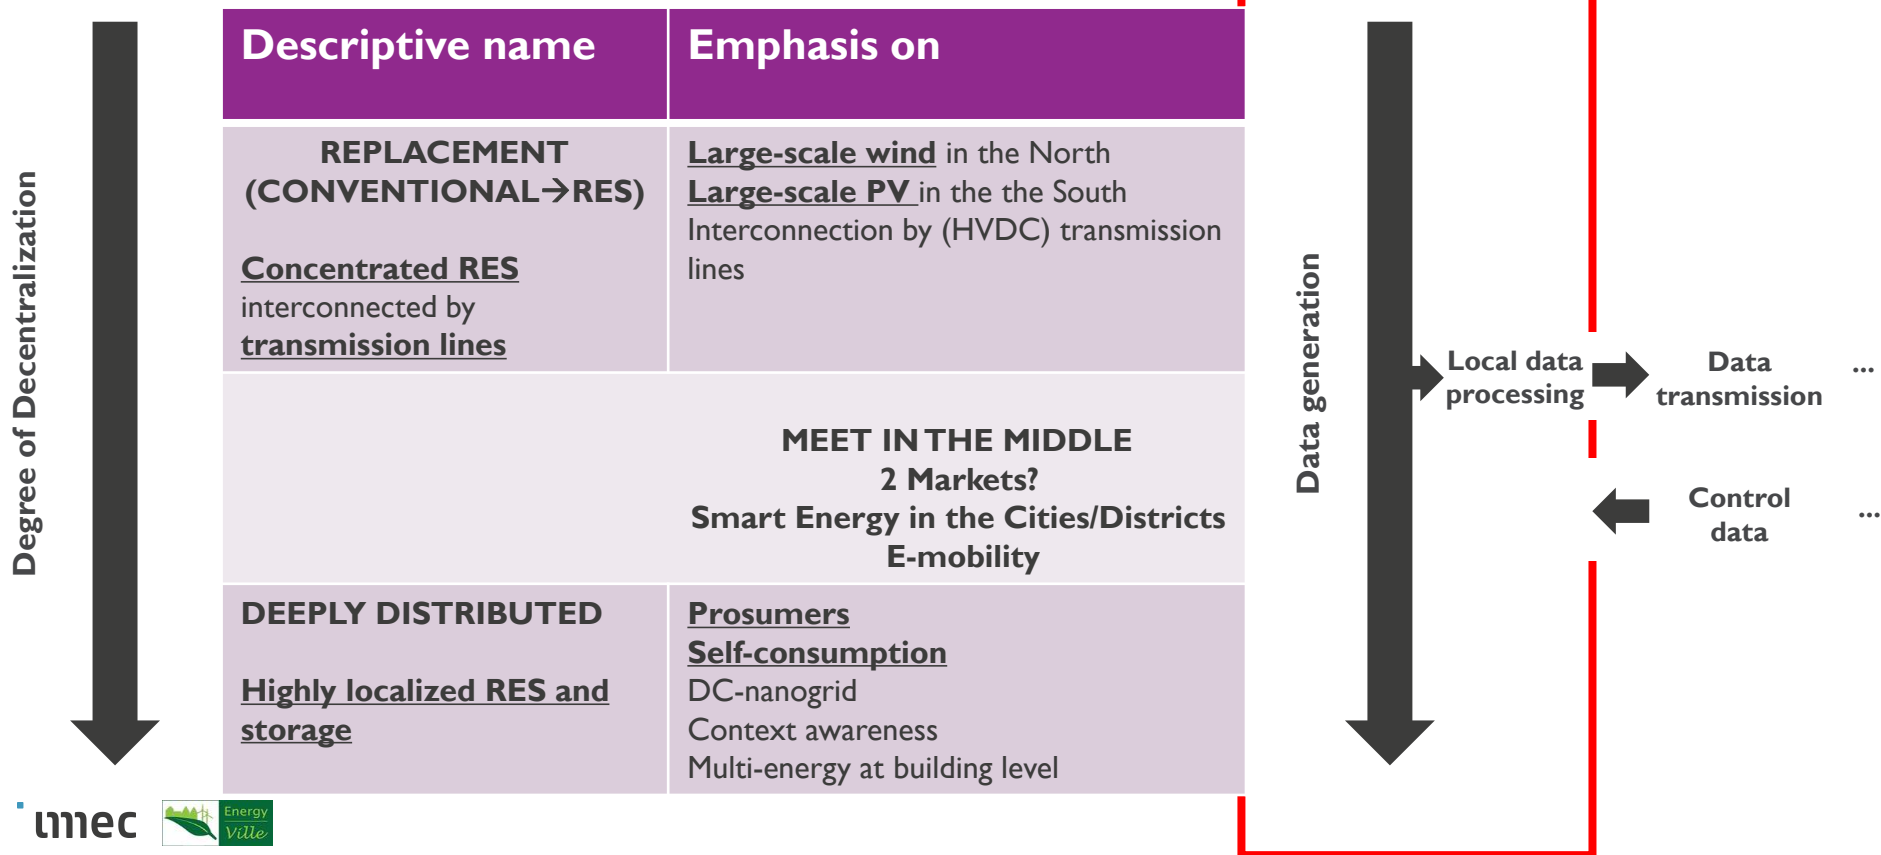 Degree of Decentralization
Descriptive name
Emphasis on
REPLACEMENT
(CONVENTIONAL→RES)
Concentrated RES
interconnected by
transmission lines
Large-scale wind in the North
Large-scale PV in the the South
Interconnection by (HVDC) transmission
lines
MEET IN THE MIDDLE
2 Markets?
Smart Energy in the Cities/Districts
E-mobility
DEEPLY DISTRIBUTED
Highly localized RES and
storage
Prosumers
Self-consumption
DC-nanogrid
Context awareness
Multi-energy at building level
Data generation
Local data
processing
Data
transmission
...
Control
data
...
imec
Energy
Ville